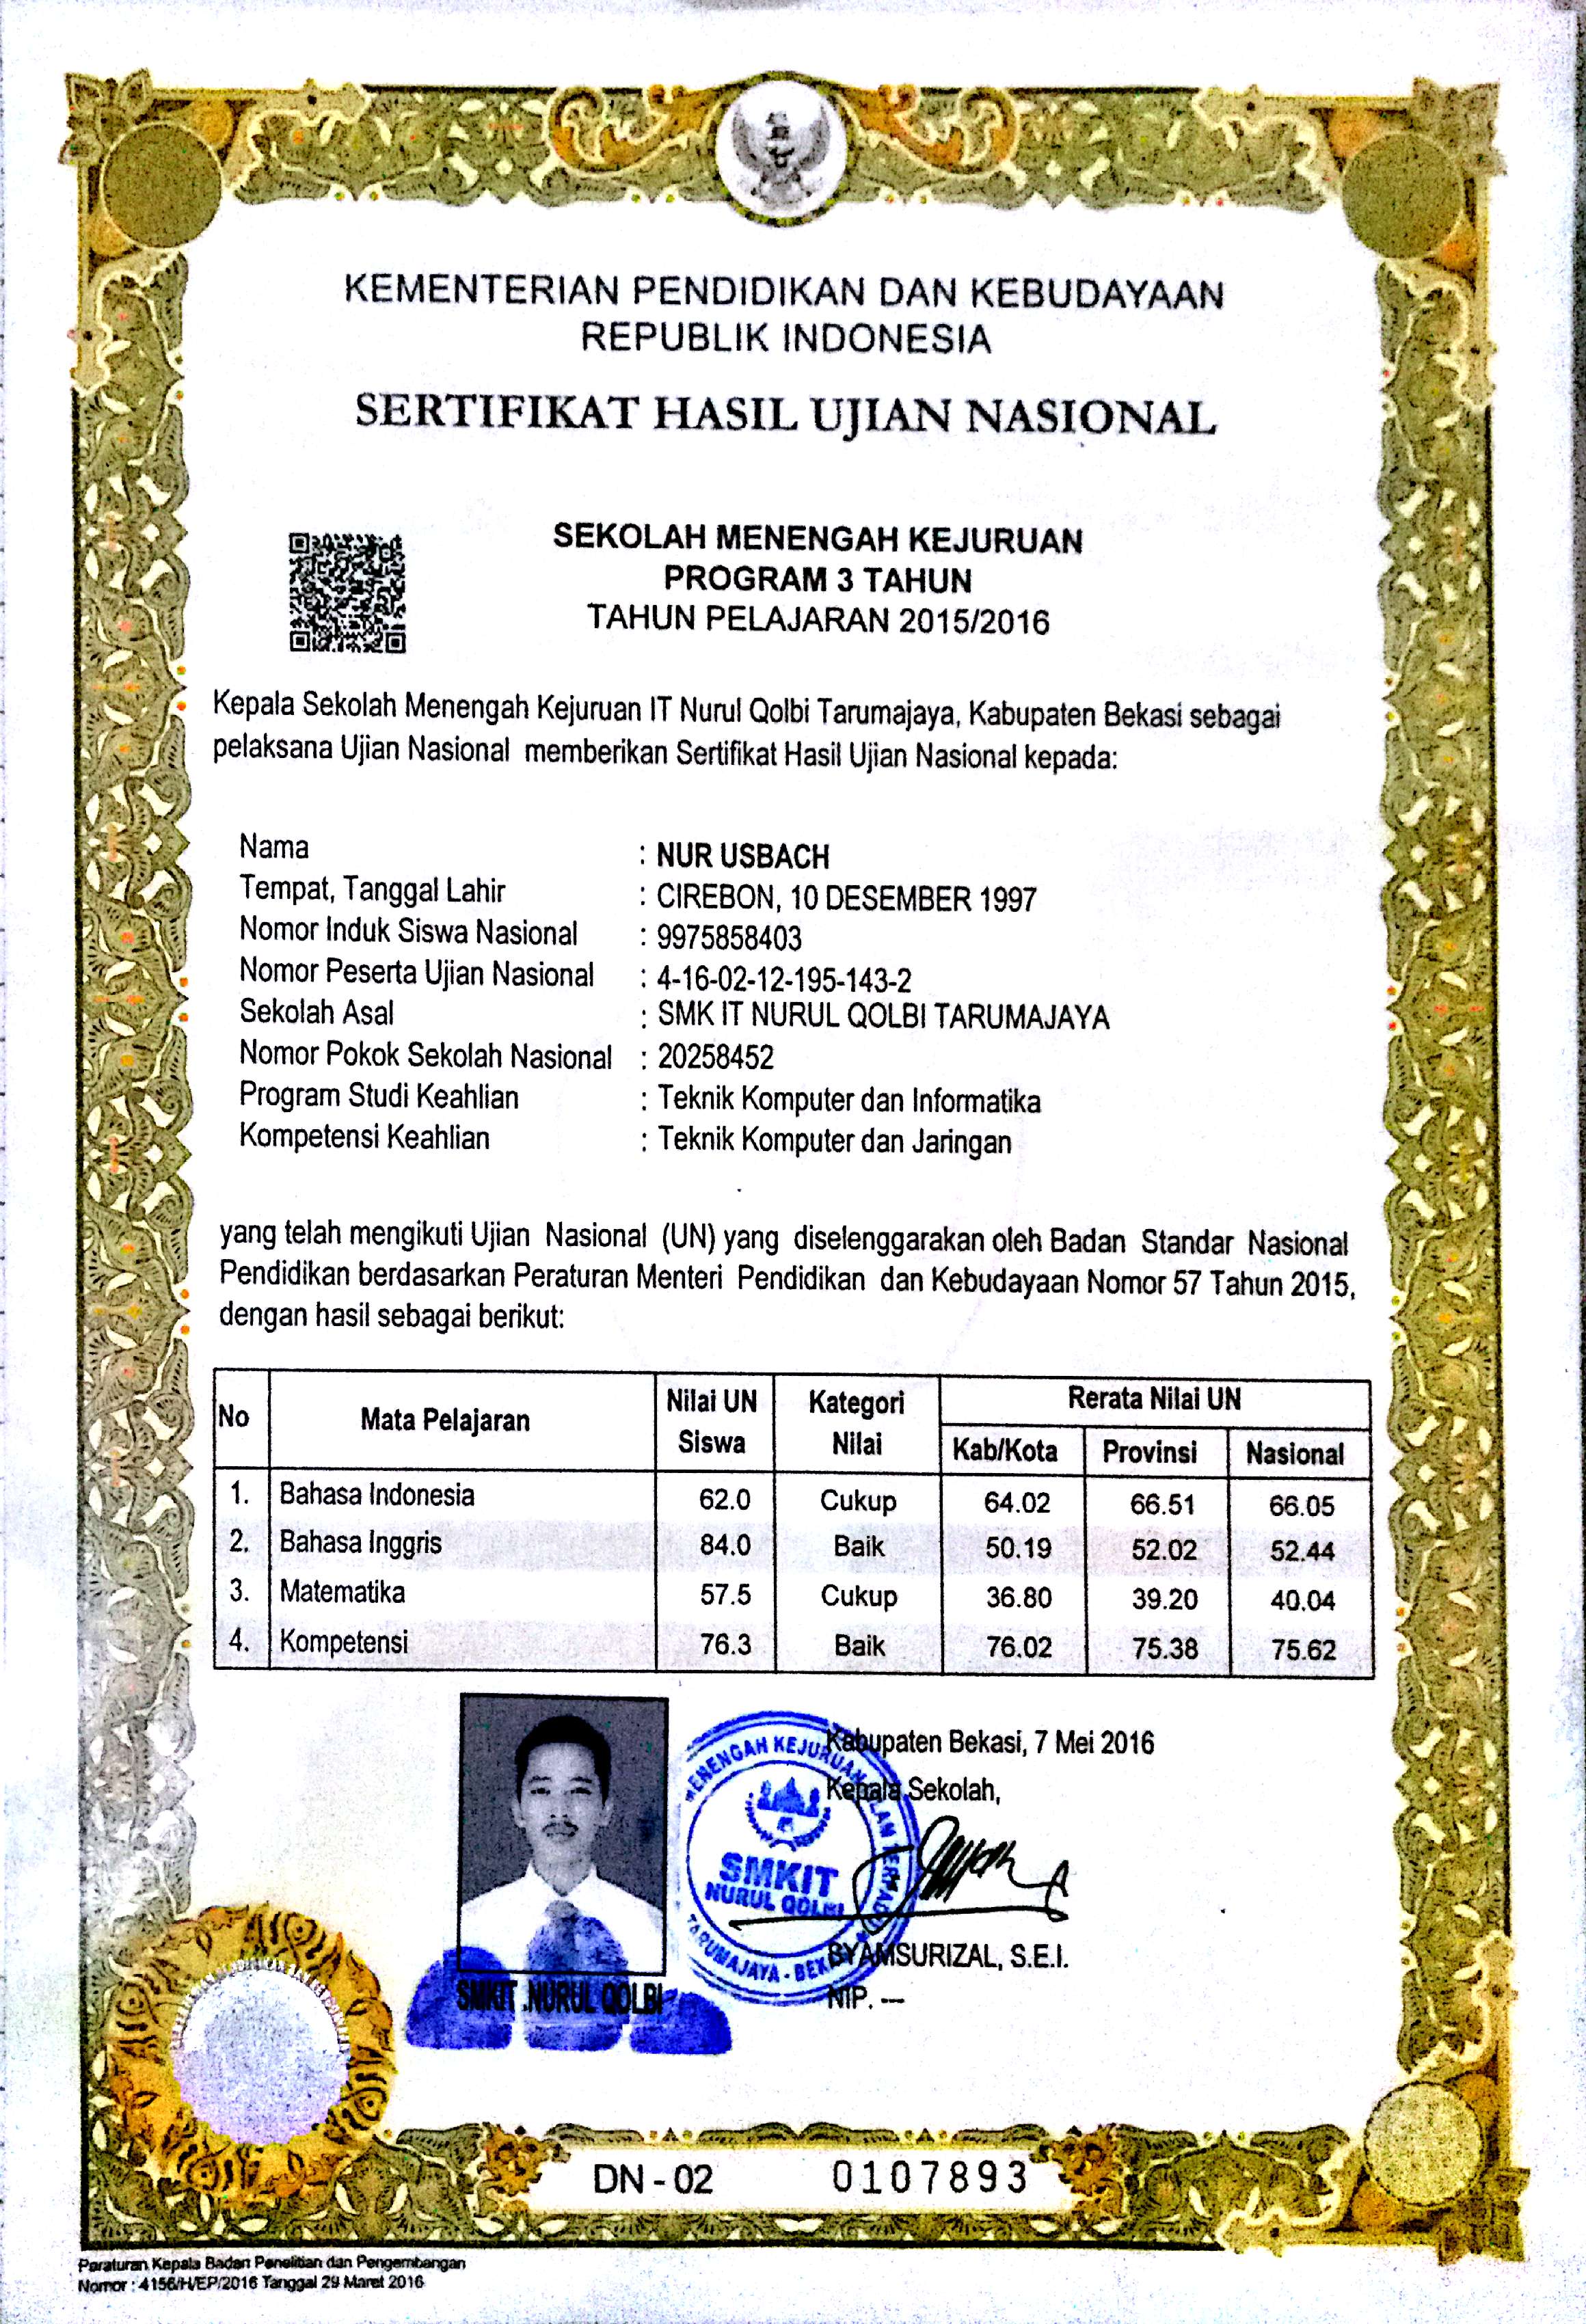 KEMENTERIAN PENDIDIKAN DAN KEBUDAYAAN
REPUBLIK INDONESIA
SERTIFIKAT HASIL UJIAN NASIONAL
SEKOLAH MENENGAH KEJURUAN
PROGRAM 3 TAHUN
TAHUN PELAJARAN 2015/2016
Kepala Sekolah Menengah Kejuruan IT Nurul Qolbi Tarumajaya, Kabupaten Bekasi sebagai
pelaksana Ujian Nasional memberikan Sertifikat Hasil Ujian Nasional kepada:
Nama : NUR USBACH
Tempat, Tanggal Lahir : CIREBON, 10 DESEMBER 1997
Nomor Induk Siswa Nasional : 9975858403
Nomor Peserta Ujian Nasional : 4-16-02-12-195-143-2
Sekolah Asal : SMK IT NURUL QOLBI TARUMAJAYA
Nomor Pokok Sekolah Nasional : 20258452
Program Studi Keahlian : Teknik Komputer dan Informatika
Kompetensi Keahlian : Teknik Komputer dan Jaringan
yang telah mengikuti Ujian Nasional (UN) yang diselenggarakan oleh Badan Standar Nasional
Pendidikan berdasarkan Peraturan Menteri Pendidikan dan Kebudayaan Nomor 57 Tahun 2015,
dengan hasil sebagai berikut:
No Mata Pelajaran Nilai UN Siswa Kategori Nilai Rerata Nilai UN
Kab/Kota Provinsi Nasional
1. Bahasa Indonesia 62.0 Cukup 64.02 66.51 66.05
2. Bahasa Inggris 84.0 Baik 50.19 52.02 52.44
3. Matematika 57.5 Cukup 36.80 39.20 40.04
4. Kompetensi 76.3 Baik 76.02 75.38 75.62
Kabupaten Bekasi, 7 Mei 2016
Kepala Sekolah,
MENENGAH KEJURUAN
SMKIT
NURUL QOLBI
TARUMAJAYA - BEKASI
SYAMSURIZAL, S.E.I.
NIP. ---
SMKIT .NURUL QOLBI
DN - 02 0107893
Peraturan Kepala Badan Penelitian dan Pengembangan
Nomor : 4156/H/EP/2016 Tanggal 29 Maret 2016